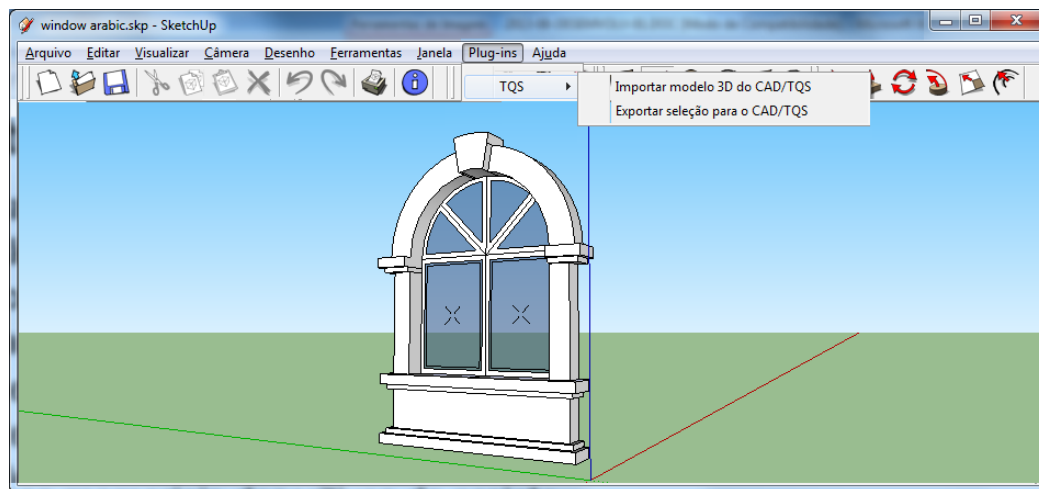 window arabic.skp - SketchUp
Arquivo Editar Visualizar Câmera Desenho Ferramentas Janela Plug-ins Ajuda
TQS
Importar modelo 3D do CAD/TQS
Exportar seleção para o CAD/TQS